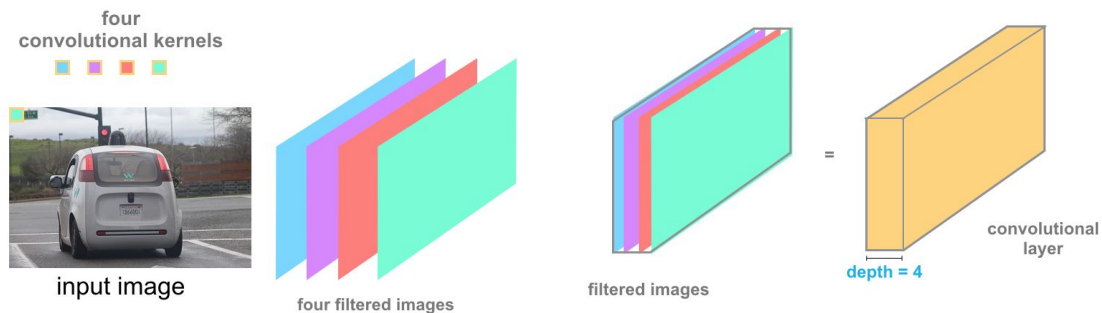 four
convolutional kernels
input image
four filtered images
filtered images
=
depth = 4
convolutional
layer